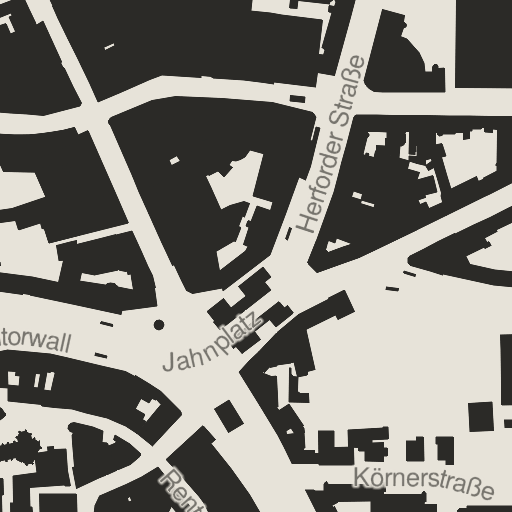 Herforder Straße
Jahnplatz
torwall
Körnerstraße
Rent